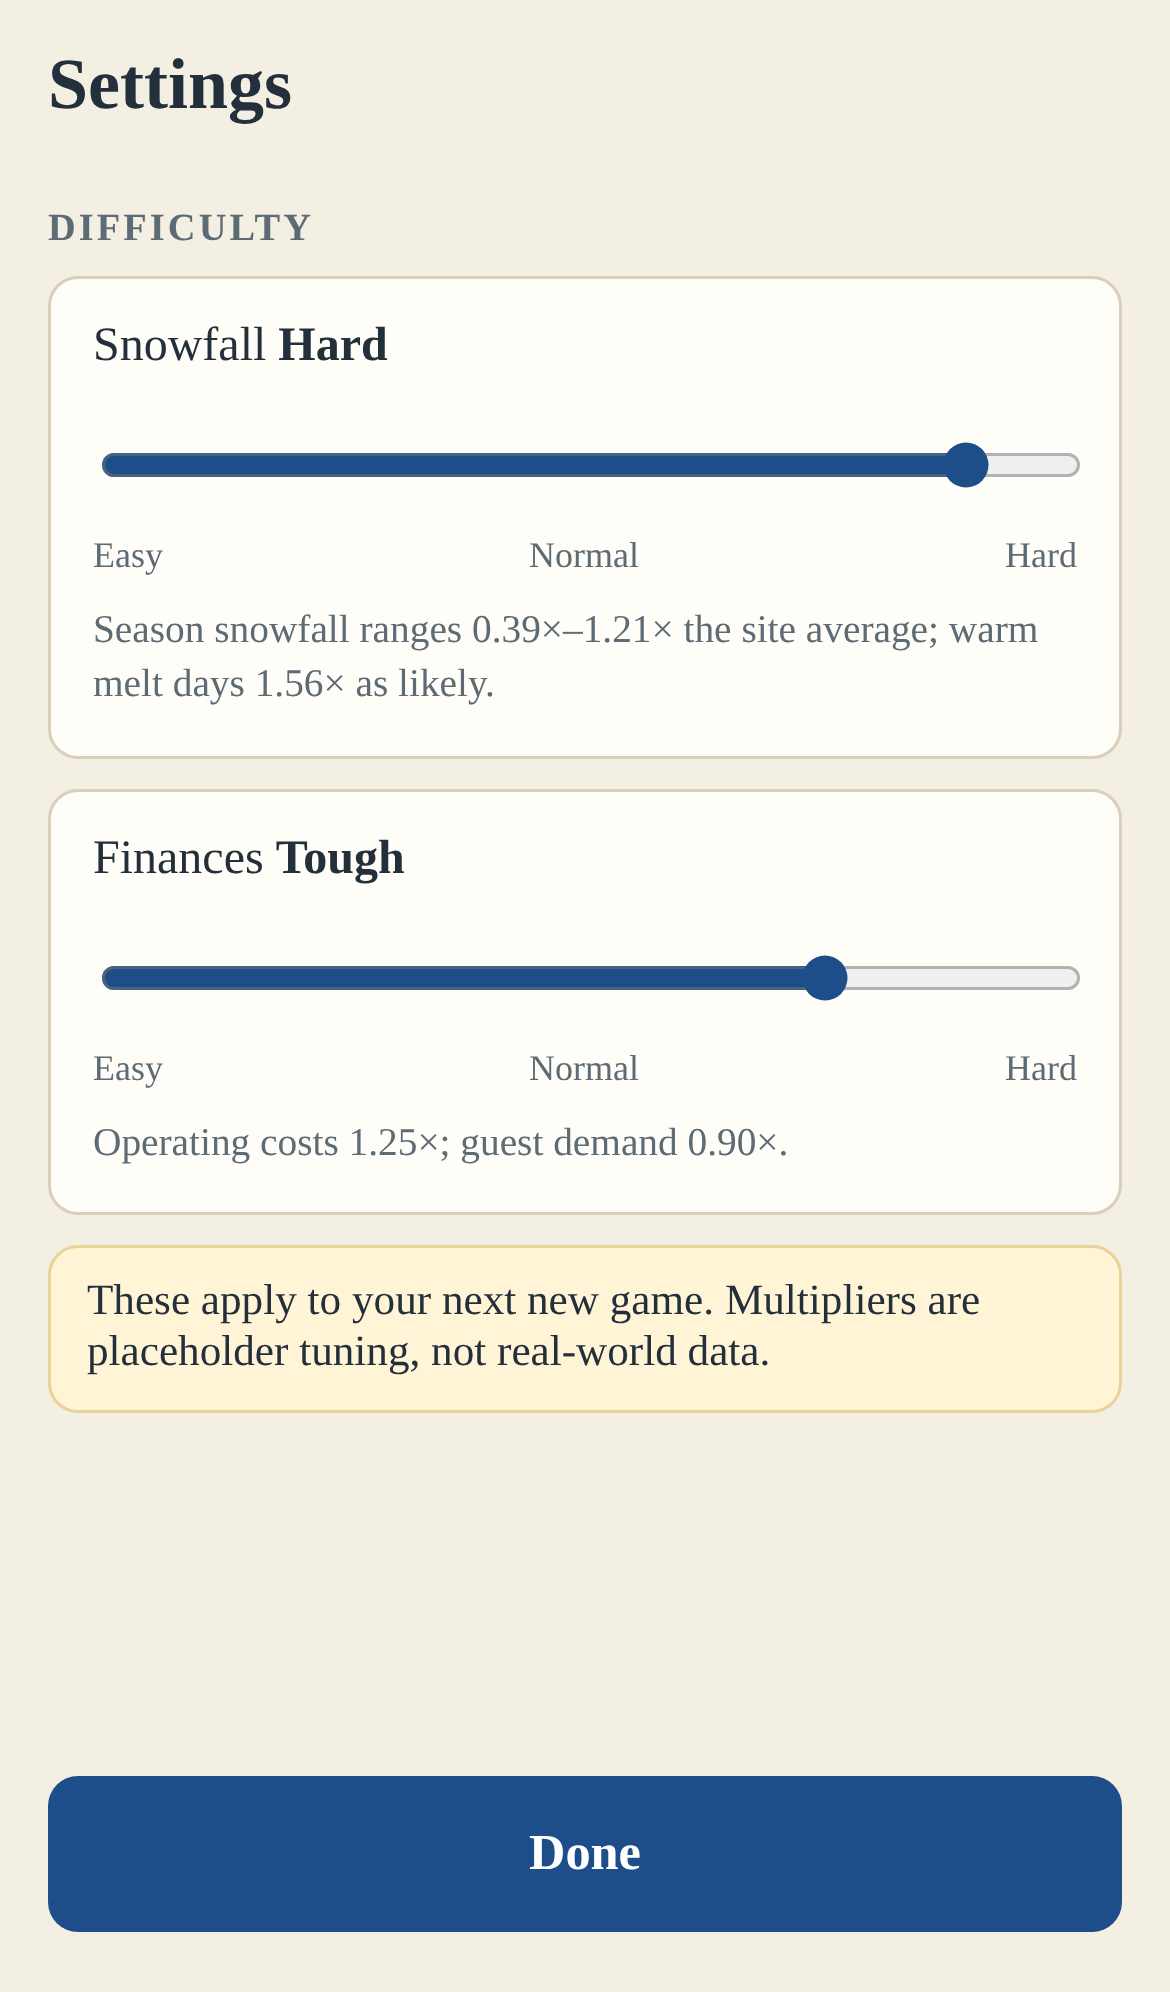 Settings
DIFFICULTY
Snowfall Hard
Easy Normal Hard
Season snowfall ranges 0.39×–1.21× the site average; warm
melt days 1.56× as likely.
Finances Tough
Easy Normal Hard
Operating costs 1.25×; guest demand 0.90×.
These apply to your next new game. Multipliers are
placeholder tuning, not real-world data.
Done